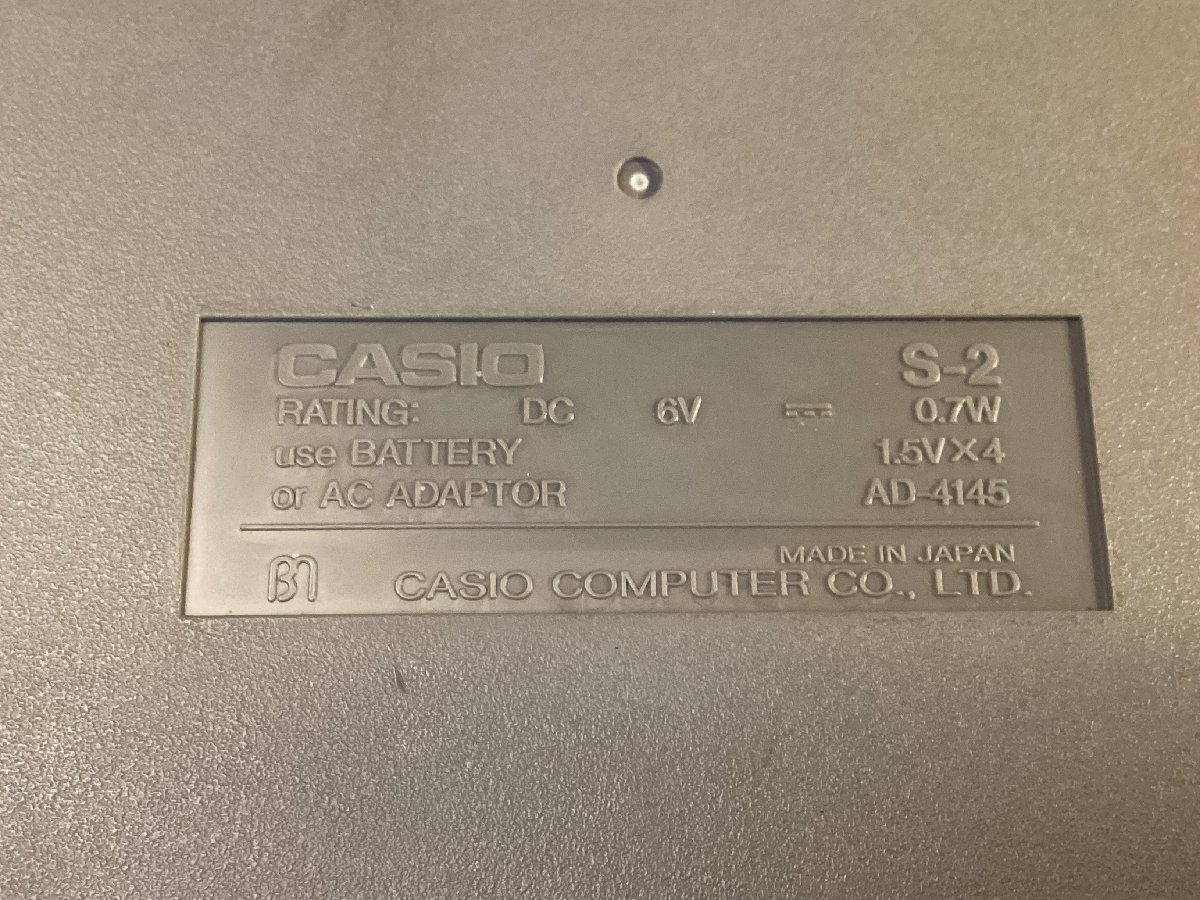 CASIO S-2
RATING: DC 6V ⎓ 0.7W
use BATTERY 1.5V×4
or AC ADAPTOR AD-4145
MADE IN JAPAN
CASIO COMPUTER CO., LTD.